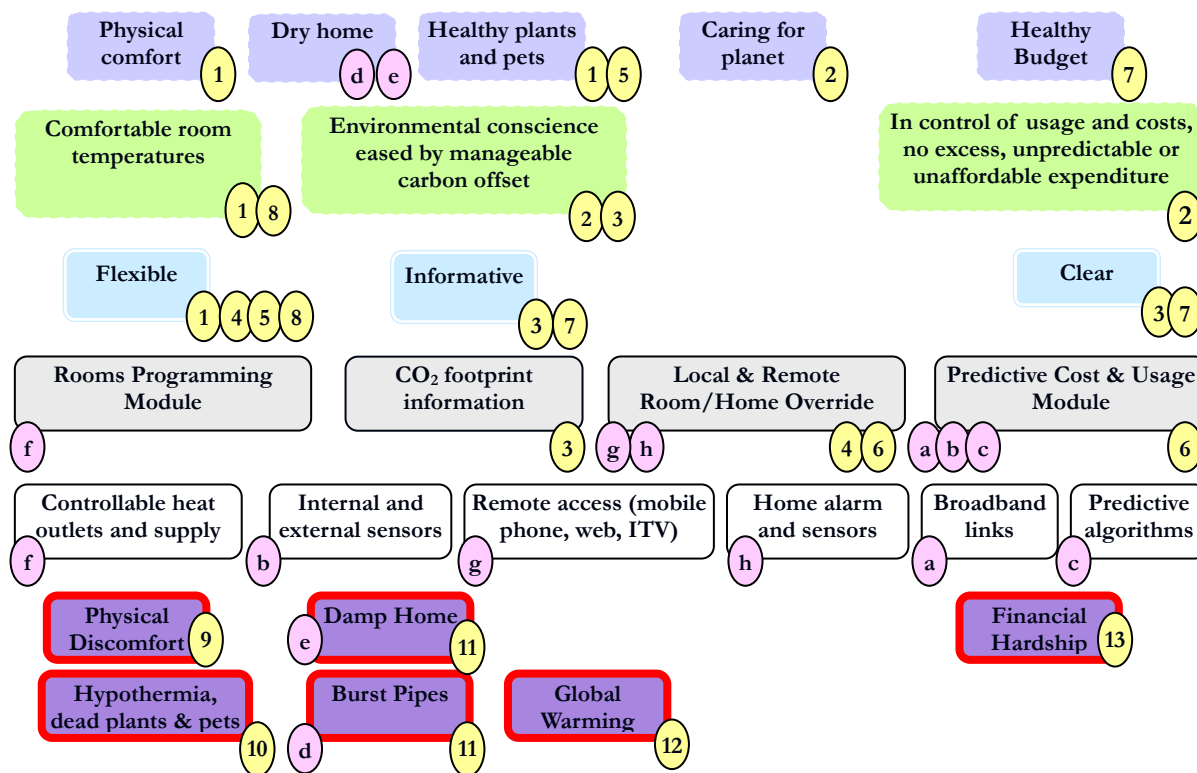 Physical
comfort
1
Dry home
d e
Healthy plants
and pets
1 5
Caring for
planet
2
Healthy
Budget
7
Comfortable room
temperatures
1 8
Environmental conscience
eased by manageable
carbon offset
2 3
In control of usage and costs,
no excess, unpredictable or
unaffordable expenditure
2
Flexible
1 4 5 8
Informative
3 7
Clear
3 7
Rooms Programming
Module
f
CO₂ footprint
information
3
Local & Remote
Room/Home Override
g h 4 6
Predictive Cost & Usage
Module
a b c 6
Controllable heat
outlets and supply
f
Internal and
external sensors
b
Remote access (mobile
phone, web, ITV)
g
Home alarm
and sensors
h
Broadband
links
a
Predictive
algorithms
c
Physical
Discomfort
9
Damp Home
e 11
Financial
Hardship
13
Hypothermia,
dead plants & pets
10
Burst Pipes
d 11
Global
Warming
12